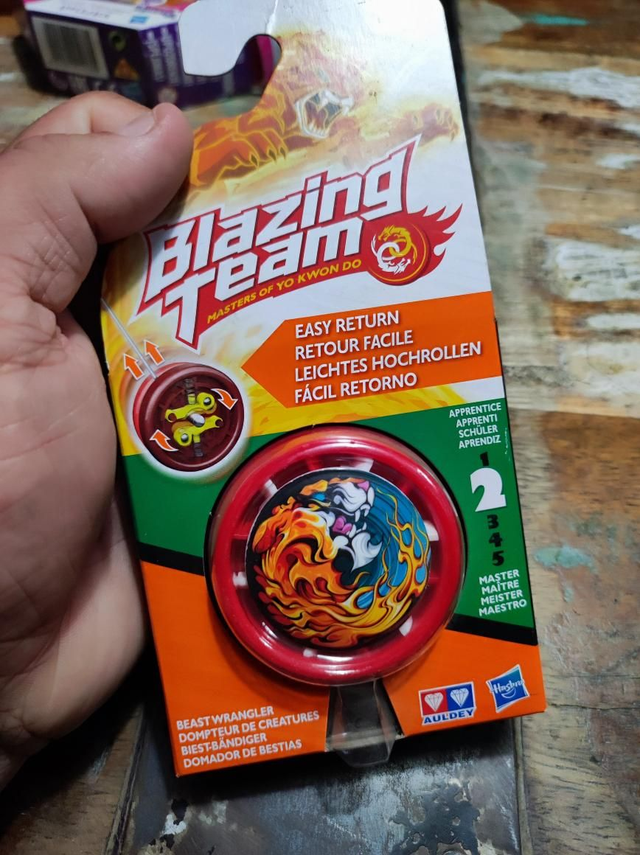 Blazing
Team
MASTERS OF YO KWON DO
EASY RETURN
RETOUR FACILE
LEICHTES HOCHROLLEN
FÁCIL RETORNO
APPRENTICE
APPRENTI
SCHÜLER
APRENDIZ
1
2
3
4
5
MASTER
MAÎTRE
MEISTER
MAESTRO
BEAST WRANGLER
DOMPTEUR DE CREATURES
BIEST-BÄNDIGER
DOMADOR DE BESTIAS
AULDEY
Hasbro